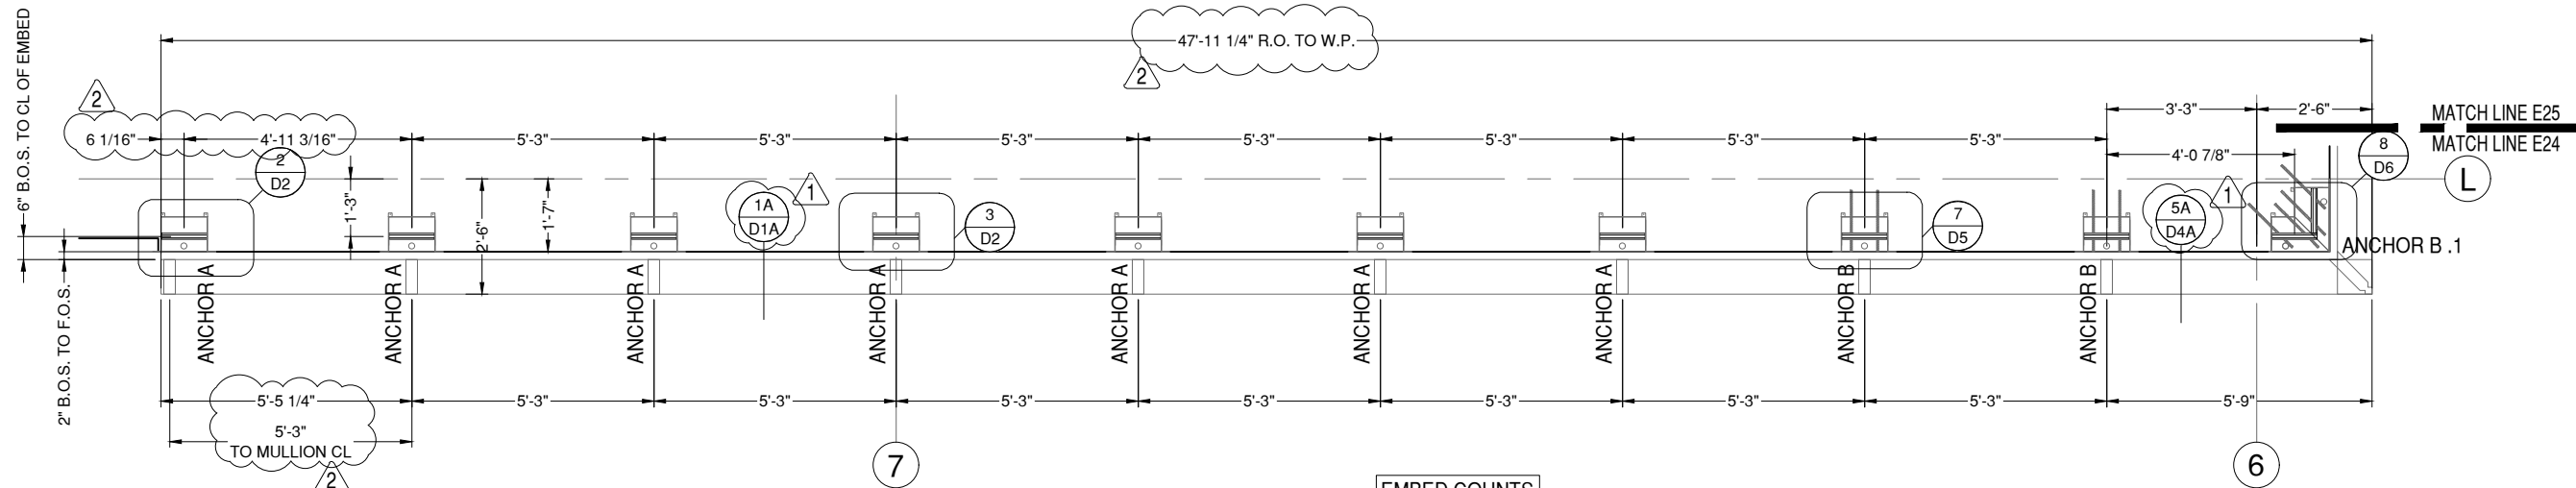 47'-11 1/4" R.O. TO W.P.
2
6" B.O.S. TO CL OF EMBED
2
3'-3"
2'-6"
MATCH LINE E25
MATCH LINE E24
6 1/16"
4'-11 3/16"
5'-3"
5'-3"
5'-3"
5'-3"
5'-3"
5'-3"
5'-3"
4'-0 7/8"
8
D6
L
2
D2
1'-3"
2'-6"
1'-7"
1A
D1A
1
3
D2
7
D5
5A
D4A
1
ANCHOR B .1
2" B.O.S. TO F.O.S.
ANCHOR A
ANCHOR A
ANCHOR A
ANCHOR A
ANCHOR A
ANCHOR A
ANCHOR A
ANCHOR B
ANCHOR B
5'-5 1/4"
5'-3"
5'-3"
5'-3"
5'-3"
5'-3"
5'-3"
5'-3"
5'-9"
5'-3"
TO MULLION CL
2
7
6
EMBED COUNTS